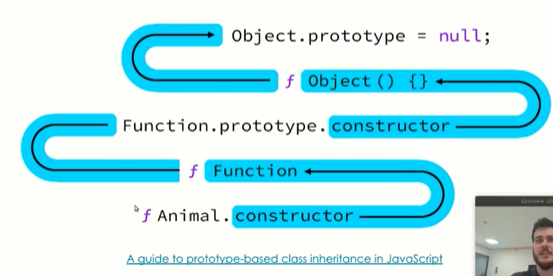 Object.prototype = null;
f Object() {}
Function.prototype.constructor
f Function
f Animal.constructor
A guide to prototype-based class inheritance in JavaScript